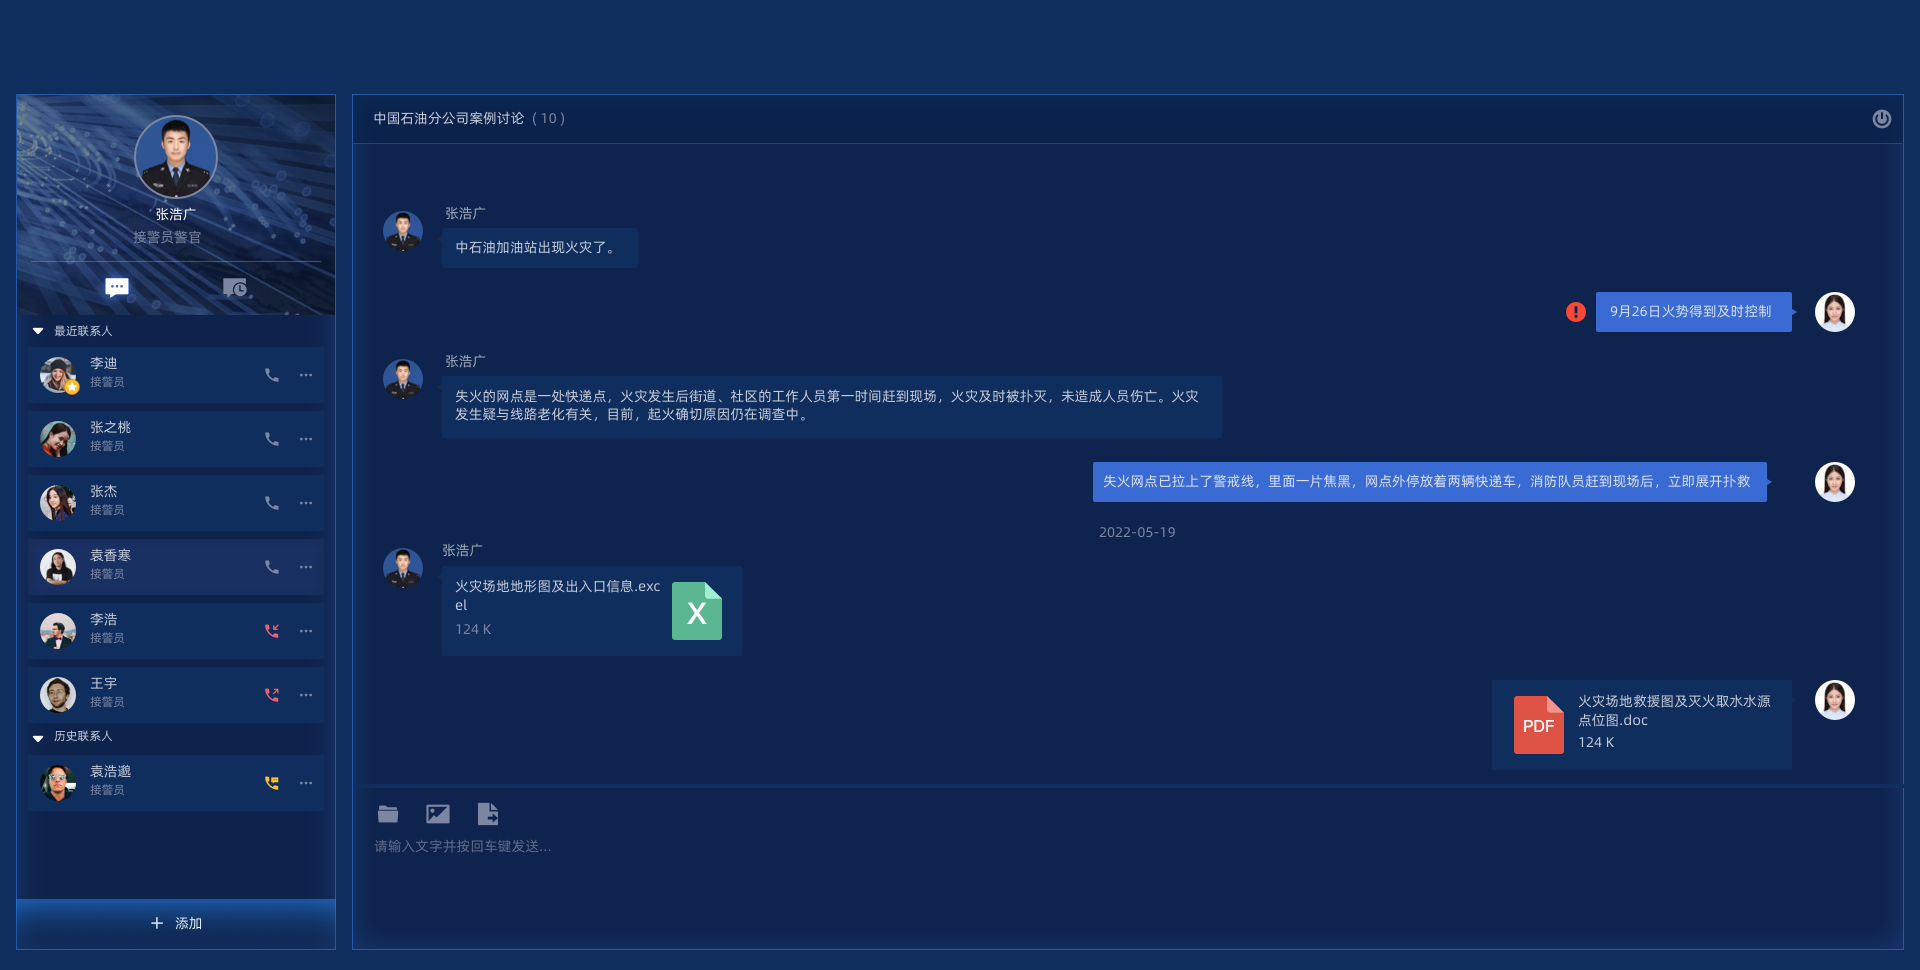 张浩广
接警员警官
最近联系人
李迪
接警员
张之桃
接警员
张杰
接警员
袁香寒
接警员
李浩
接警员
王宇
接警员
历史联系人
袁浩邈
接警员
添加
中国石油分公司案例讨论 ( 10 )
张浩广
中石油加油站出现火灾了。
9月26日火势得到及时控制
张浩广
失火的网点是一处快递点，火灾发生后街道、社区的工作人员第一时间赶到现场，火灾及时被扑灭，未造成人员伤亡。火灾
发生疑与线路老化有关，目前，起火确切原因仍在调查中。
失火网点已拉上了警戒线，里面一片焦黑，网点外停放着两辆快递车，消防队员赶到现场后，立即展开扑救
2022-05-19
张浩广
火灾场地地形图及出入口信息.exc
el
124 K
X
PDF
火灾场地救援图及灭火取水水源
点位图.doc
124 K
请输入文字并按回车键发送...